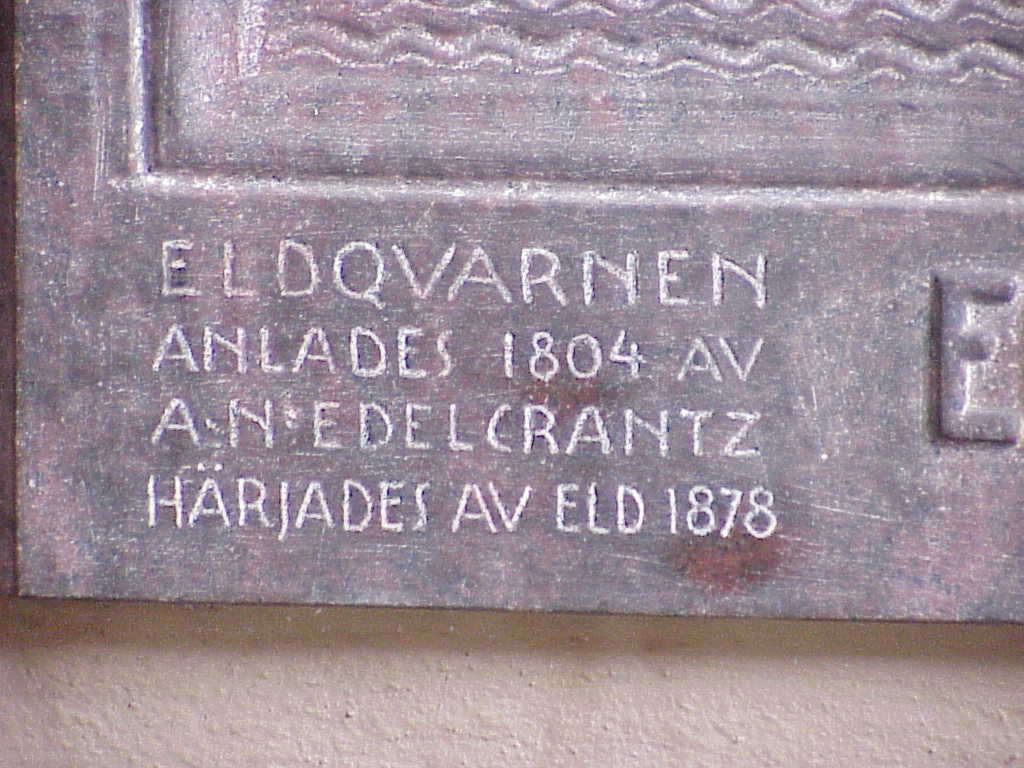 ELDQVARNEN
ANLADES 1804 AV
A:N:EDELCRANTZ
HÄRJADES AV ELD 1878
E